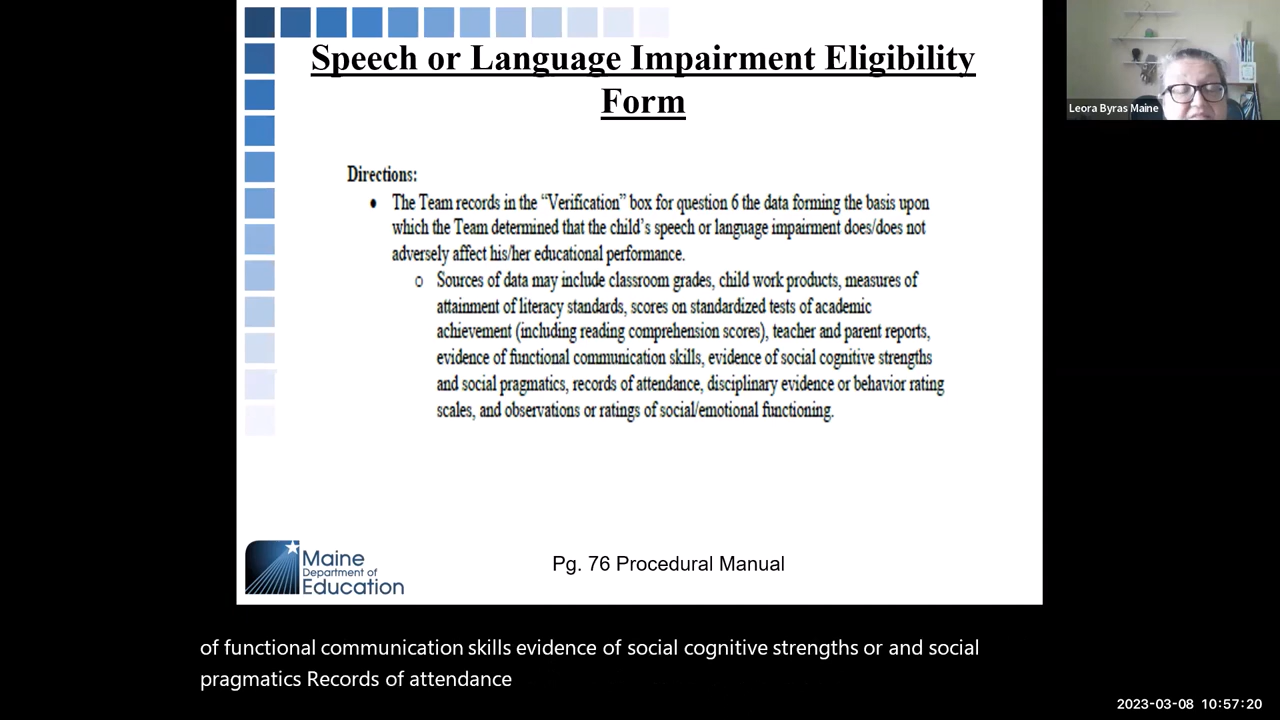 Speech or Language Impairment Eligibility
Form
Leora Byras Maine
Directions:
• The Team records in the “Verification” box for question 6 the data forming the basis upon
which the Team determined that the child’s speech or language impairment does/does not
adversely affect his/her educational performance.
o Sources of data may include classroom grades, child work products, measures of
attainment of literacy standards, scores on standardized tests of academic
achievement (including reading comprehension scores), teacher and parent reports,
evidence of functional communication skills, evidence of social cognitive strengths
and social pragmatics, records of attendance, disciplinary evidence or behavior rating
scales, and observations or ratings of social/emotional functioning.
Maine
Department of
Education
Pg. 76 Procedural Manual
of functional communication skills evidence of social cognitive strengths or and social
pragmatics Records of attendance
2023-03-08 10:57:20